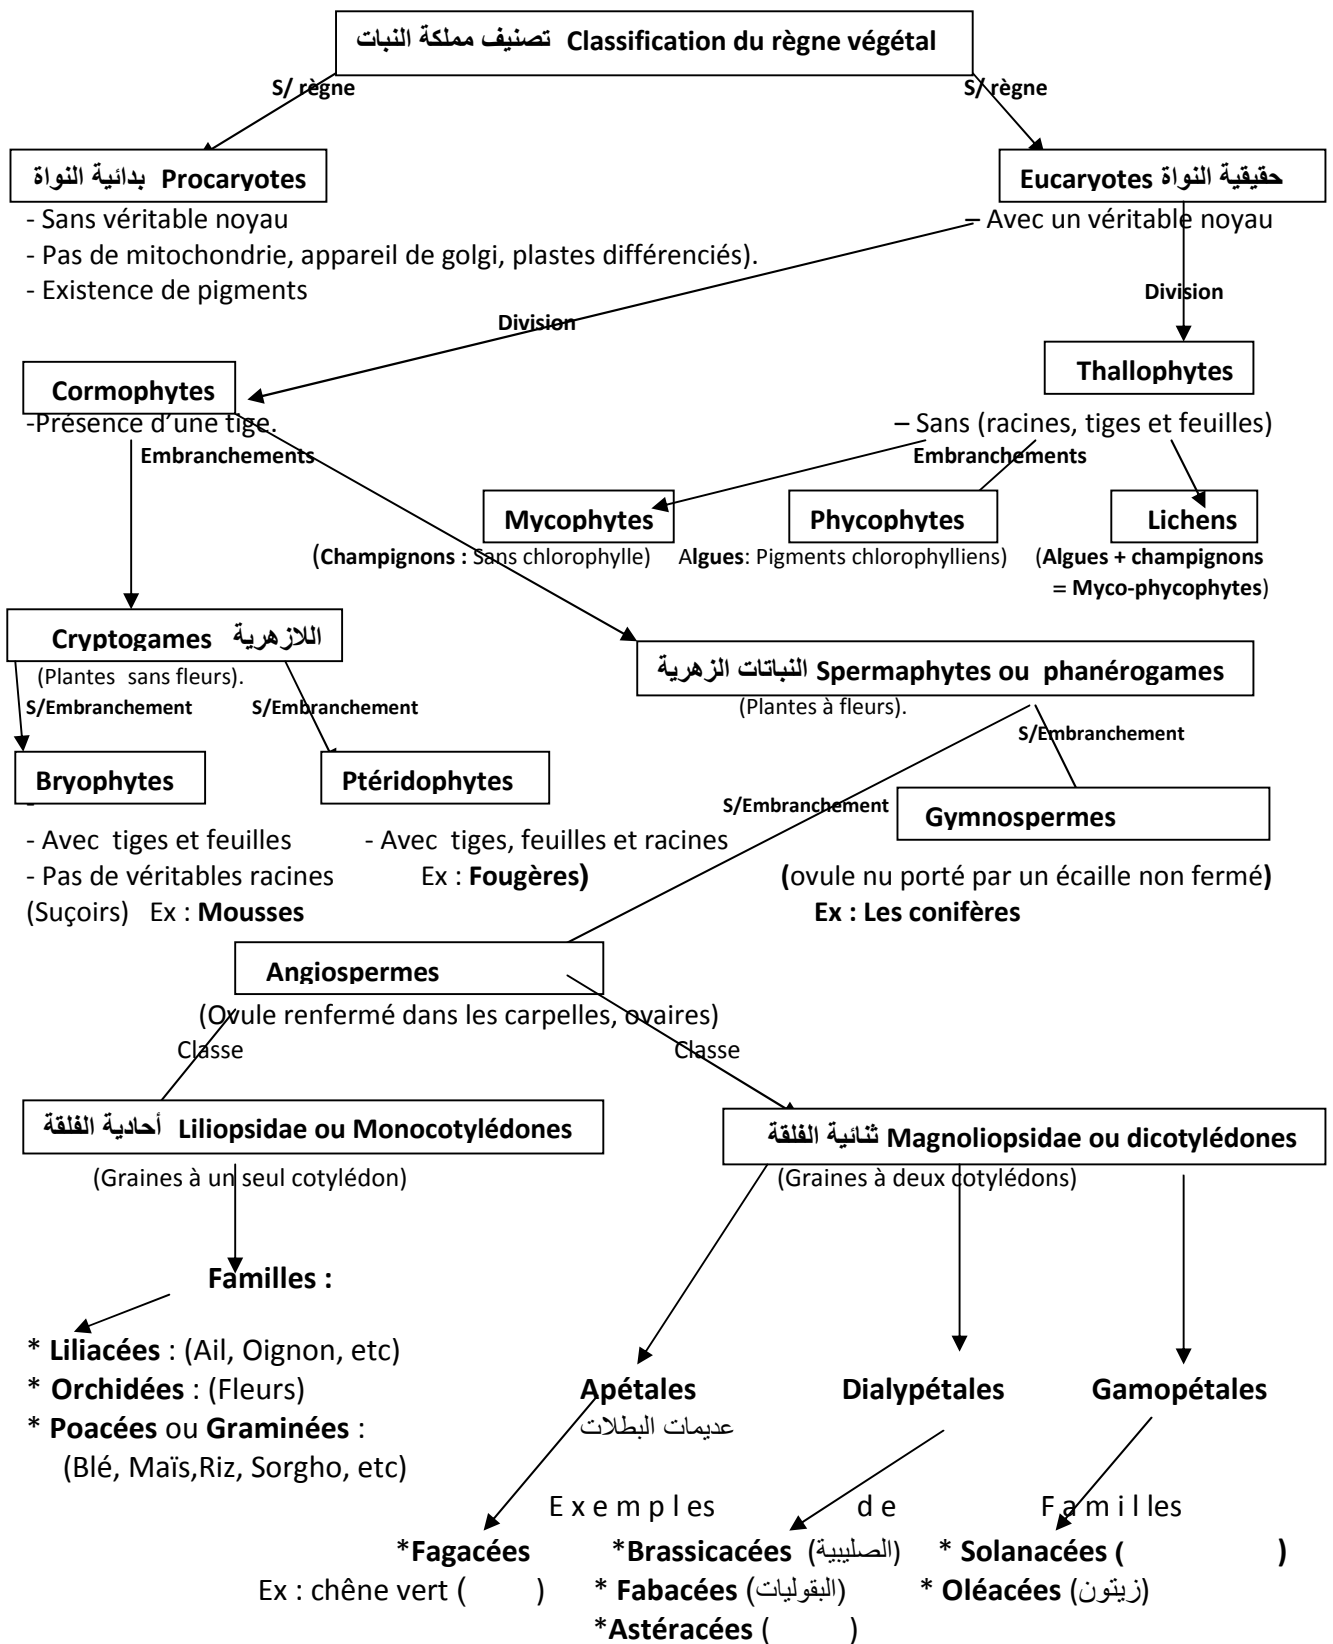 تصنيف مملكة النبات Classification du règne végétal
S/ règne S/ règne
بدائية النواة Procaryotes
Eucaryotes حقيقية النواة
- Sans véritable noyau
– Avec un véritable noyau
- Pas de mitochondrie, appareil de golgi, plastes différenciés).
- Existence de pigments
Division
Division
Cormophytes
Thallophytes
-Présence d'une tige.
– Sans (racines, tiges et feuilles)
Embranchements
Embranchements
Mycophytes Phycophytes Lichens
(Champignons : Sans chlorophylle) Algues: Pigments chlorophylliens) (Algues + champignons
= Myco-phycophytes)
Cryptogames اللازهرية
(Plantes sans fleurs).
النباتات الزهرية Spermaphytes ou phanérogames
(Plantes à fleurs).
S/Embranchement S/Embranchement
S/Embranchement
Bryophytes Ptéridophytes
-
S/Embranchement
Gymnospermes
- Avec tiges et feuilles - Avec tiges, feuilles et racines
- Pas de véritables racines Ex : Fougères) (ovule nu porté par un écaille non fermé)
(Suçoirs) Ex : Mousses Ex : Les conifères
Angiospermes
(Ovule renfermé dans les carpelles, ovaires)
Classe Classe
أحادية الفلقة Liliopsidae ou Monocotylédones
ثنائية الفلقة Magnoliopsidae ou dicotylédones
(Graines à un seul cotylédon) (Graines à deux cotylédons)
Familles :
* Liliacées : (Ail, Oignon, etc)
* Orchidées : (Fleurs)
* Poacées ou Graminées :
(Blé, Maïs,Riz, Sorgho, etc)
Apétales Dialypétales Gamopétales
عديمات البطلات
E x e m p l es d e F a m i l les
*Fagacées *Brassicacées (الصليبية) * Solanacées ( )
Ex : chêne vert ( ) * Fabacées (البقوليات) * Oléacées (زيتون)
*Astéracées ( )